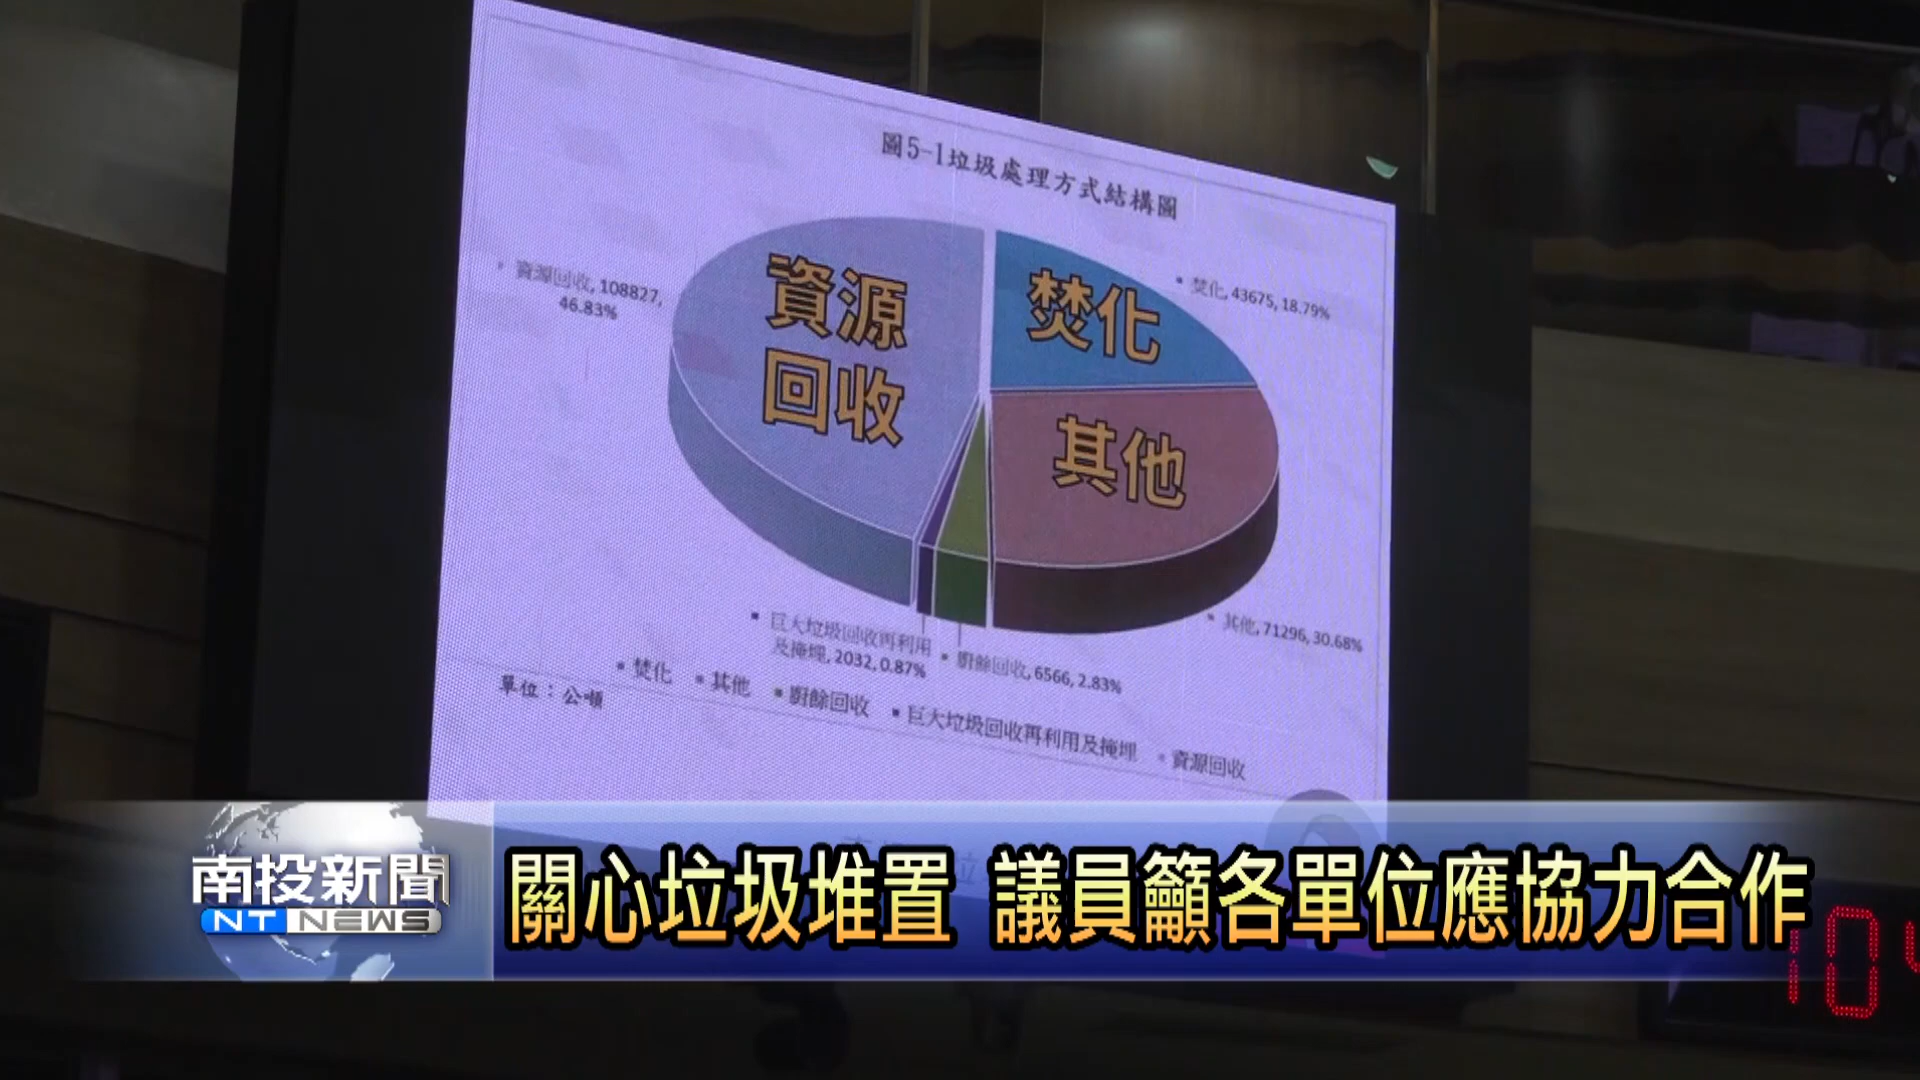 圖5-1垃圾處理方式結構圖
資源回收, 108827,
46.83%
資源
回收
焚化
焚化, 43675, 18.79%
其他
其他, 71296, 30.68%
巨大垃圾回收再利用
及掩埋, 2032, 0.87%
廚餘回收, 6566, 2.83%
單位：公噸
焚化 其他 廚餘回收 巨大垃圾回收再利用及掩埋 資源回收
南投新聞
NT NEWS
關心垃圾堆置 議員籲各單位應協力合作